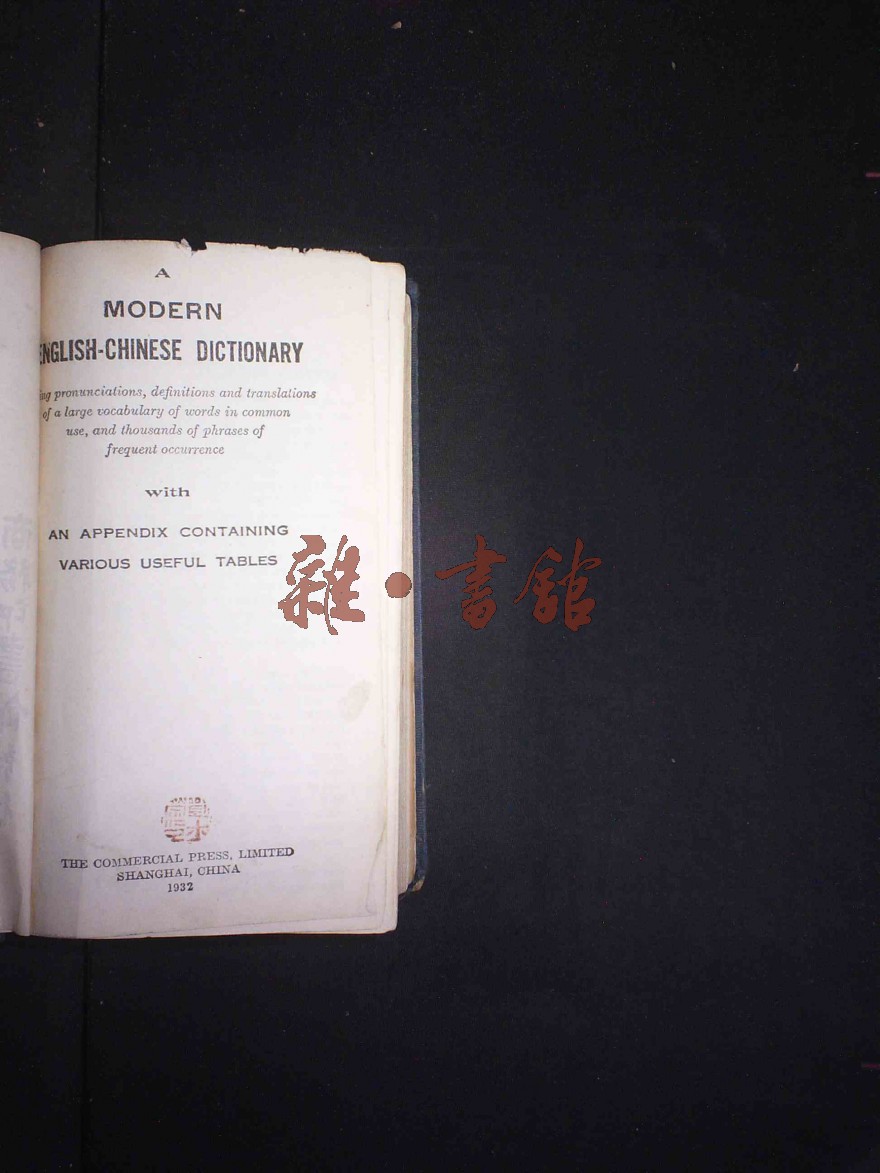 A
MODERN
ENGLISH-CHINESE DICTIONARY
pronunciations, definitions and translations
of a large vocabulary of words in common
use, and thousands of phrases of
frequent occurrence
with
AN APPENDIX CONTAINING
VARIOUS USEFUL TABLES
雜·書館
THE COMMERCIAL PRESS, LIMITED
SHANGHAI, CHINA
1932